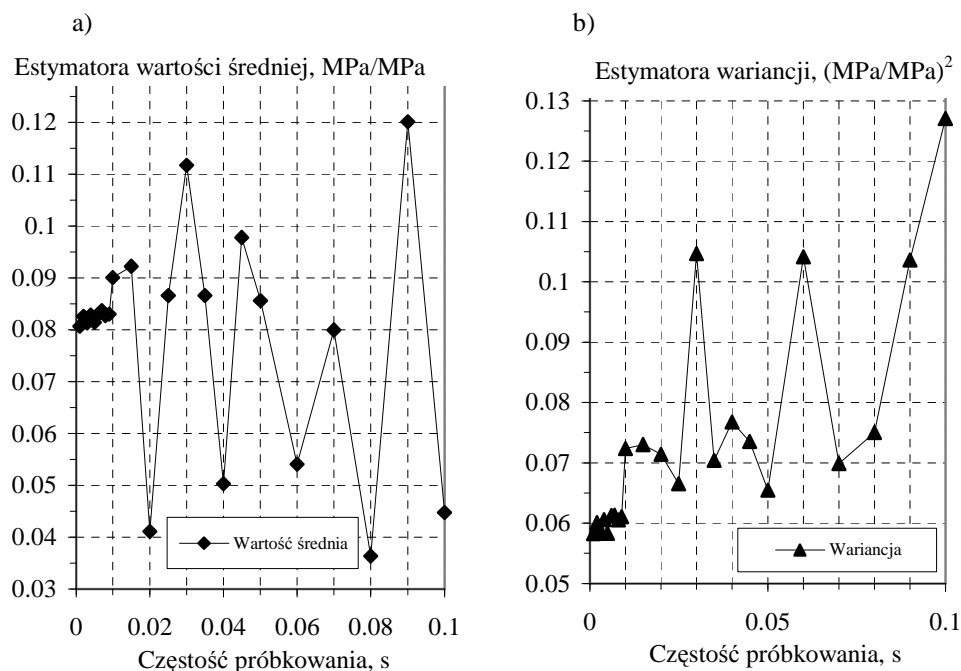 a)
Estymatora wartości średniej, MPa/MPa
0.12
0.11
0.1
0.09
0.08
0.07
0.06
0.05
0.04
0.03
0 0.02 0.04 0.06 0.08 0.1
Częstość próbkowania, s
Wartość średnia
b)
Estymatora wariancji, (MPa/MPa)²
0.13
0.12
0.11
0.1
0.09
0.08
0.07
0.06
0.05
0 0.05 0.1
Częstość próbkowania, s
Wariancja